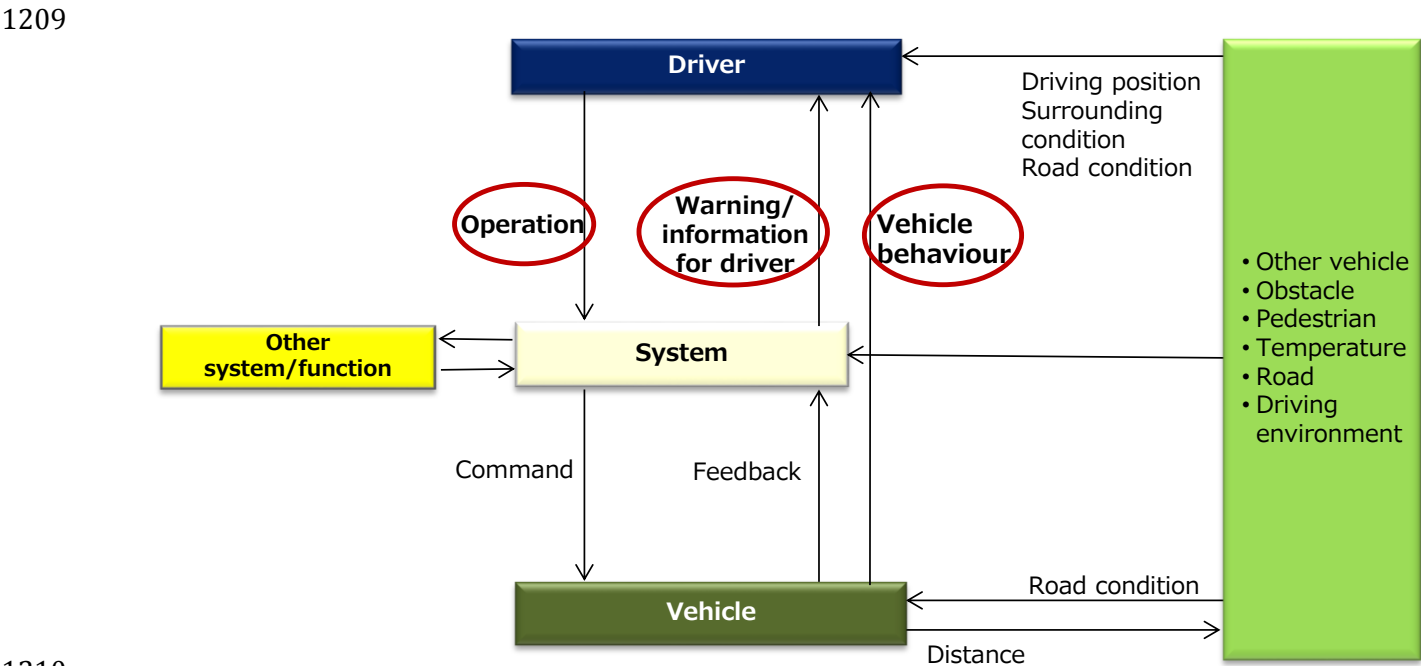 1209
Driver
Driving position
Surrounding
condition
Road condition
Operation
Warning/
information
for driver
Vehicle
behaviour
• Other vehicle
• Obstacle
• Pedestrian
• Temperature
• Road
• Driving
environment
Other
system/function
System
Command
Feedback
Vehicle
Road condition
Distance